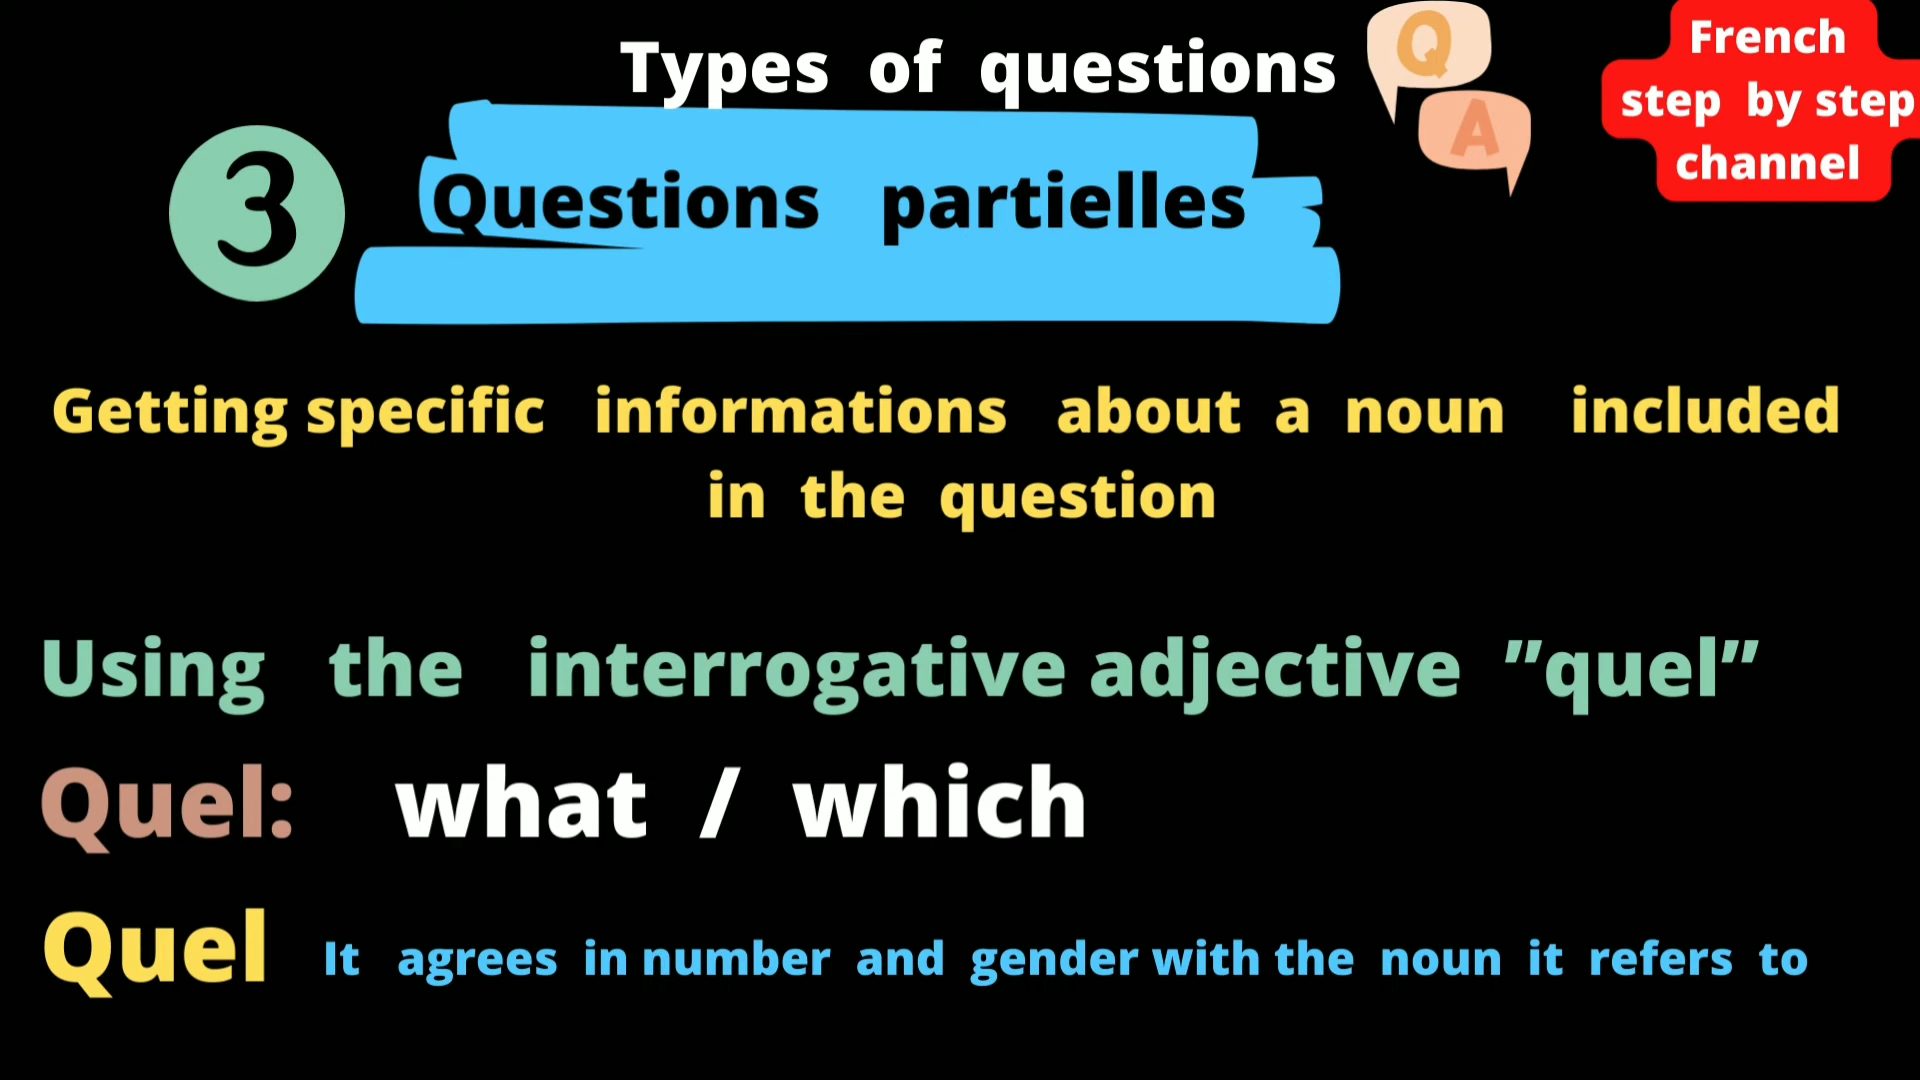 Types of questions
Q
A
French
step by step
channel
3
Questions partielles
Getting specific informations about a noun included
in the question
Using the interrogative adjective ”quel”
Quel: what / which
Quel It agrees in number and gender with the noun it refers to